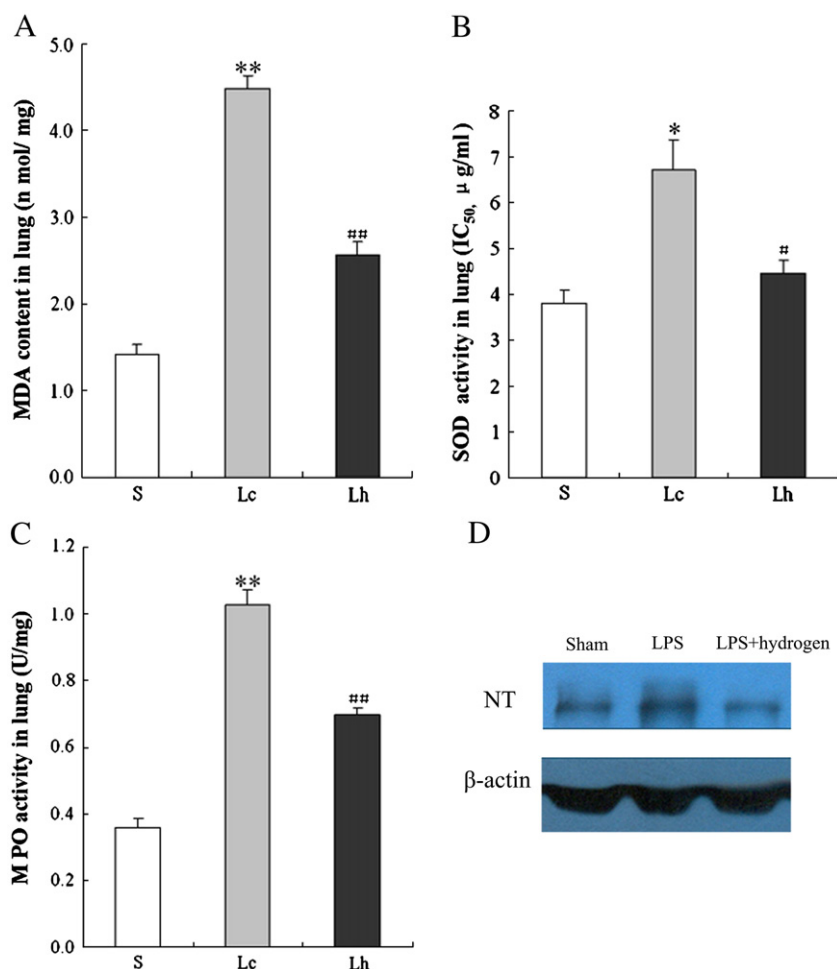 A
MDA content in lung (n mol/ mg)
5.0
4.0
3.0
2.0
1.0
0.0
**
##
S Lc Lh
B
SOD activity in lung (IC50, μ g/ml)
8
7
6
5
4
3
2
1
0
*
#
S Lc Lh
C
MPO activity in lung (U/mg)
1.2
1.0
0.8
0.6
0.4
0.2
0.0
**
##
S Lc Lh
D
Sham LPS LPS+hydrogen
NT
β-actin